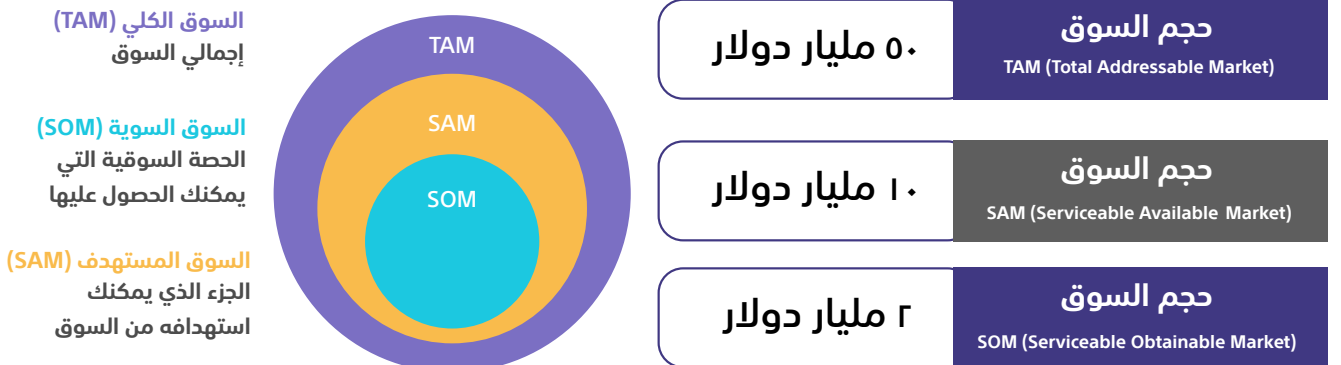 حجم السوق
TAM (Total Addressable Market)
٥٠ مليار دولار
حجم السوق
SAM (Serviceable Available Market)
١٠ مليار دولار
حجم السوق
SOM (Serviceable Obtainable Market)
٢ مليار دولار
TAM
SAM
SOM
السوق الكلي (TAM)
إجمالي السوق
السوق السوية (SOM)
الحصة السوقية التي
يمكنك الحصول عليها
السوق المستهدف (SAM)
الجزء الذي يمكنك
استهدافه من السوق